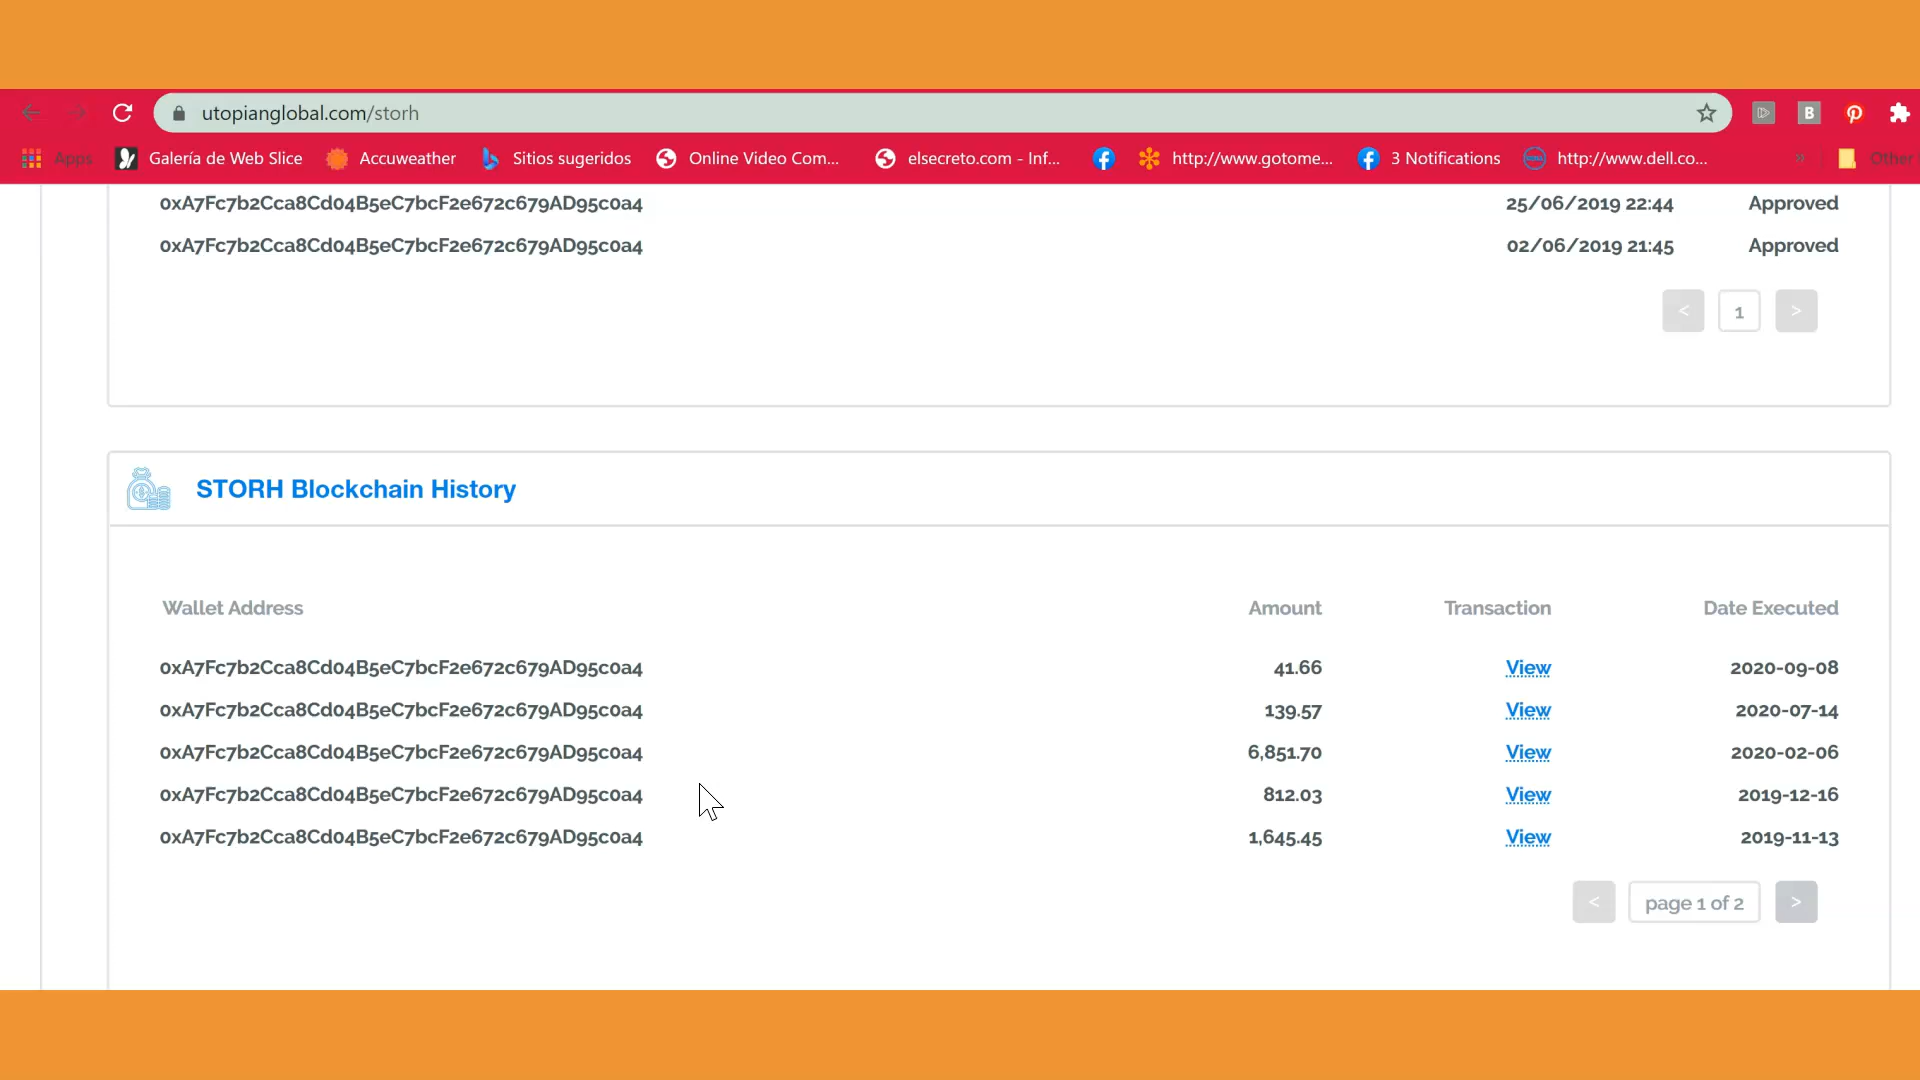 utopianglobal.com/storh
Apps Galería de Web Slice Accuweather Sitios sugeridos Online Video Com... elsecreto.com - Inf... http://www.gotome... 3 Notifications http://www.dell.co... » Other
0xA7Fc7b2Cca8Cd04B5eC7bcF2e672c679AD95c0a4 25/06/2019 22:44 Approved
0xA7Fc7b2Cca8Cd04B5eC7bcF2e672c679AD95c0a4 02/06/2019 21:45 Approved
< 1 >
STORH Blockchain History
Wallet Address Amount Transaction Date Executed
0xA7Fc7b2Cca8Cd04B5eC7bcF2e672c679AD95c0a4 41.66 View 2020-09-08
0xA7Fc7b2Cca8Cd04B5eC7bcF2e672c679AD95c0a4 139.57 View 2020-07-14
0xA7Fc7b2Cca8Cd04B5eC7bcF2e672c679AD95c0a4 6,851.70 View 2020-02-06
0xA7Fc7b2Cca8Cd04B5eC7bcF2e672c679AD95c0a4 812.03 View 2019-12-16
0xA7Fc7b2Cca8Cd04B5eC7bcF2e672c679AD95c0a4 1,645.45 View 2019-11-13
< page 1 of 2 >